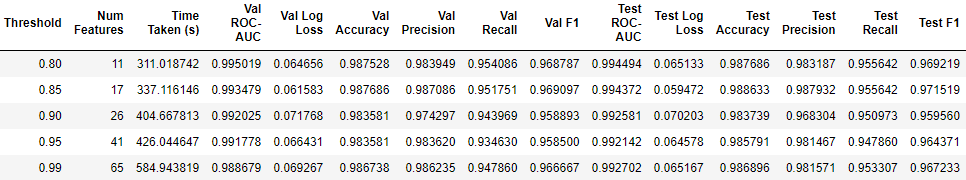 Threshold Num Features Time Taken (s) Val ROC-AUC Val Log Loss Val Accuracy Val Precision Val Recall Val F1 Test ROC-AUC Test Log Loss Test Accuracy Test Precision Test Recall Test F1
0.80 11 311.018742 0.995019 0.064656 0.987528 0.983949 0.954086 0.968787 0.994494 0.065133 0.987686 0.983187 0.955642 0.969219
0.85 17 337.116146 0.993479 0.061583 0.987686 0.987086 0.951751 0.969097 0.994372 0.059472 0.988633 0.987932 0.955642 0.971519
0.90 26 404.667813 0.992025 0.071768 0.983581 0.974297 0.943969 0.958893 0.992581 0.070203 0.983739 0.968304 0.950973 0.959560
0.95 41 426.044647 0.991778 0.066431 0.983581 0.983620 0.934630 0.958500 0.992142 0.064578 0.985791 0.981467 0.947860 0.964371
0.99 65 584.943819 0.988679 0.069267 0.986738 0.986235 0.947860 0.966667 0.992702 0.065167 0.986896 0.981571 0.953307 0.967233